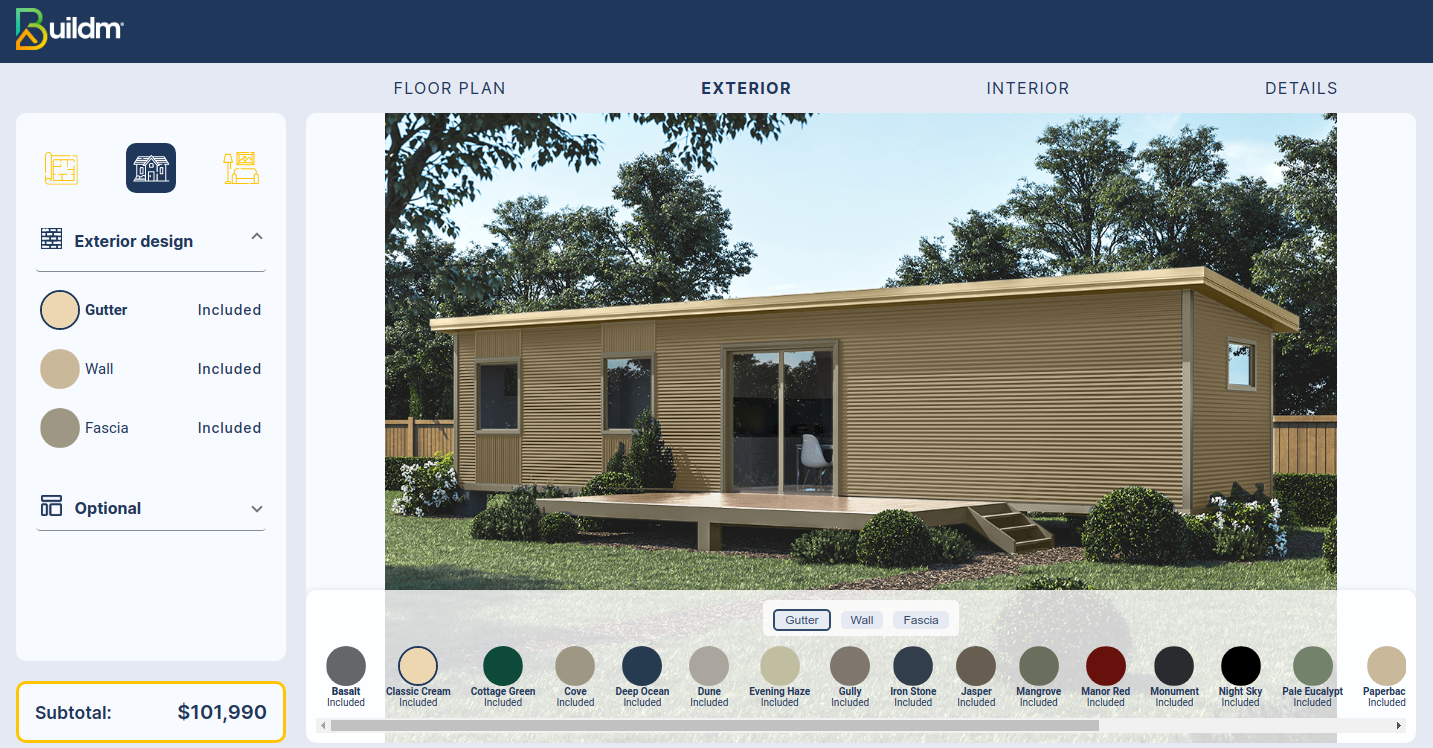 Buildm
FLOOR PLAN
EXTERIOR
INTERIOR
DETAILS
Exterior design
Gutter Included
Wall Included
Fascia Included
Optional
Subtotal: $101,990
Gutter Wall Fascia
Basalt Classic Cream Cottage Green Cove Deep Ocean Dune Evening Haze Gully Iron Stone Jasper Mangrove Manor Red Monument Night Sky Pale Eucalypt Paperbac
Included Included Included Included Included Included Included Included Included Included Included Included Included Included Included Included